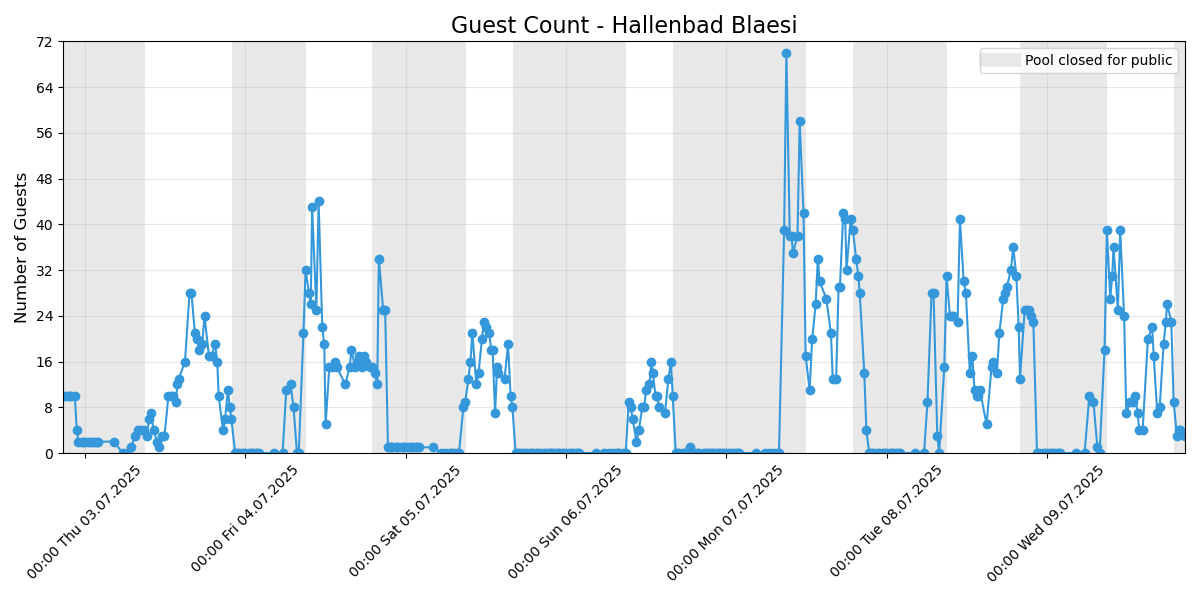 Guest Count - Hallenbad Blaesi
Pool closed for public
Number of Guests
72
64
56
48
40
32
24
16
8
0
00:00 Thu 03.07.2025
00:00 Fri 04.07.2025
00:00 Sat 05.07.2025
00:00 Sun 06.07.2025
00:00 Mon 07.07.2025
00:00 Tue 08.07.2025
00:00 Wed 09.07.2025